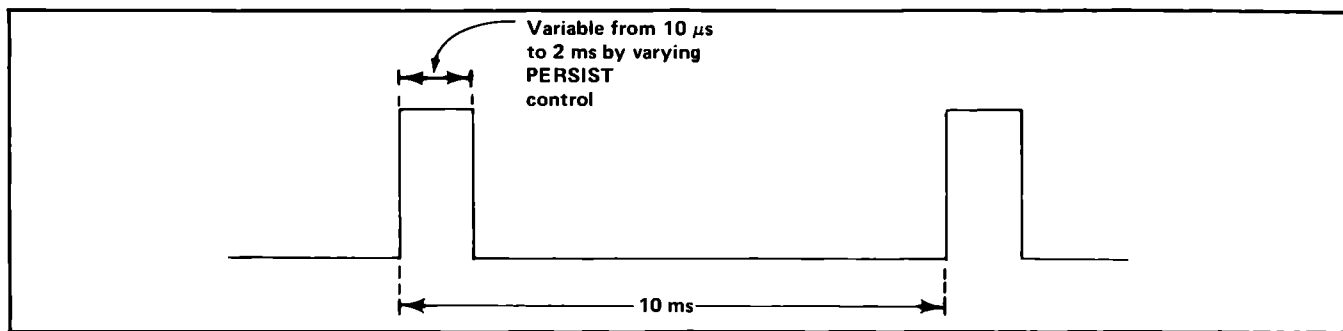 Variable from 10 μs
to 2 ms by varying
PERSIST
control
10 ms